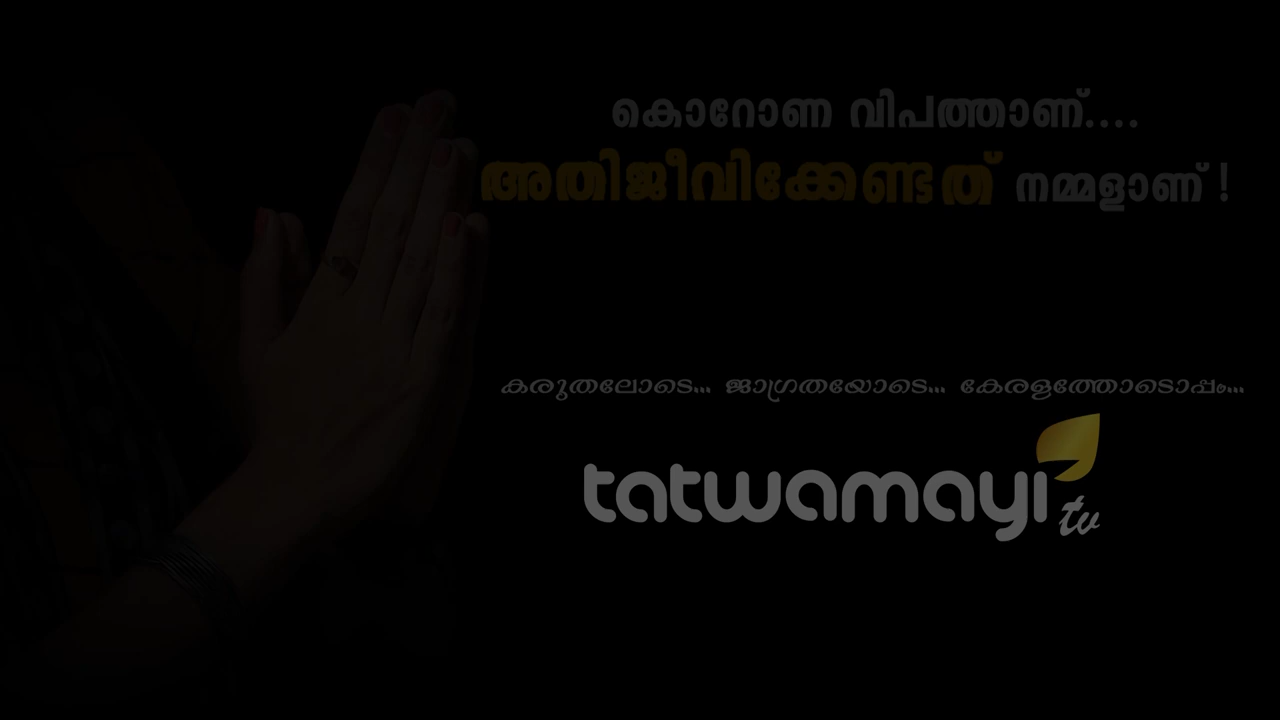 കൊറോണ വിപത്താണ്....
അതിജീവിക്കേണ്ടത് നമ്മളാണ് !
കരുതലോടെ... ജാഗ്രതയോടെ... കേരളത്തോടൊപ്പം...
tatwamayi
tv